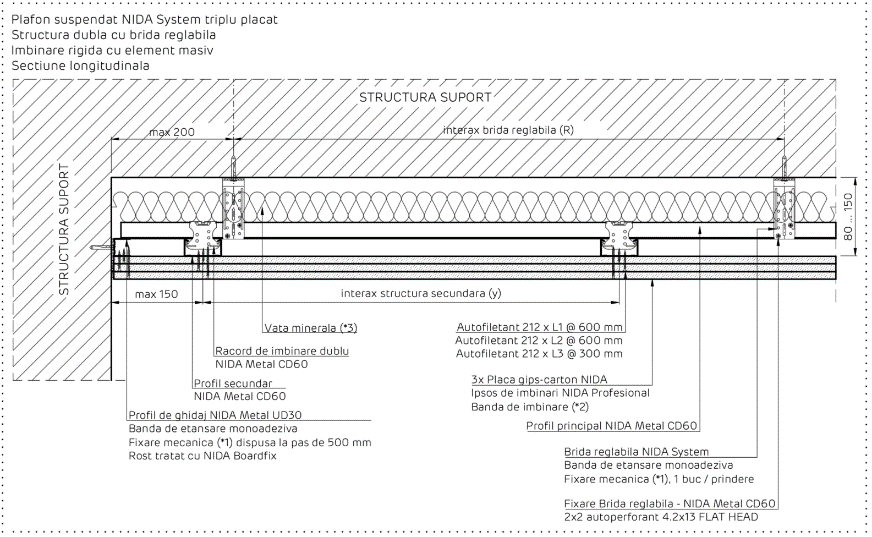 Plafon suspendat NIDA System triplu placat
Structura dubla cu brida reglabila
Imbinare rigida cu element masiv
Sectiune longitudinala
STRUCTURA SUPORT
max 200
interax brida reglabila (R)
STRUCTURA SUPORT
80 ... 150
max 150
interax structura secundara (y)
Vata minerala (*3)
Racord de imbinare dublu
NIDA Metal CD60
Profil secundar
NIDA Metal CD60
Profil de ghidaj NIDA Metal UD30
Banda de etansare monoadeziva
Fixare mecanica (*1) dispusa la pas de 500 mm
Rost tratat cu NIDA Boardfix
Autofiletant 212 x L1 @ 600 mm
Autofiletant 212 x L2 @ 600 mm
Autofiletant 212 x L3 @ 300 mm
3x Placa gips-carton NIDA
Ipsos de imbinari NIDA Profesional
Banda de imbinare (*2)
Profil principal NIDA Metal CD60
Brida reglabila NIDA System
Banda de etansare monoadeziva
Fixare mecanica (*1), 1 buc / prindere
Fixare Brida reglabila - NIDA Metal CD60
2x2 autoperforant 4.2x13 FLAT HEAD